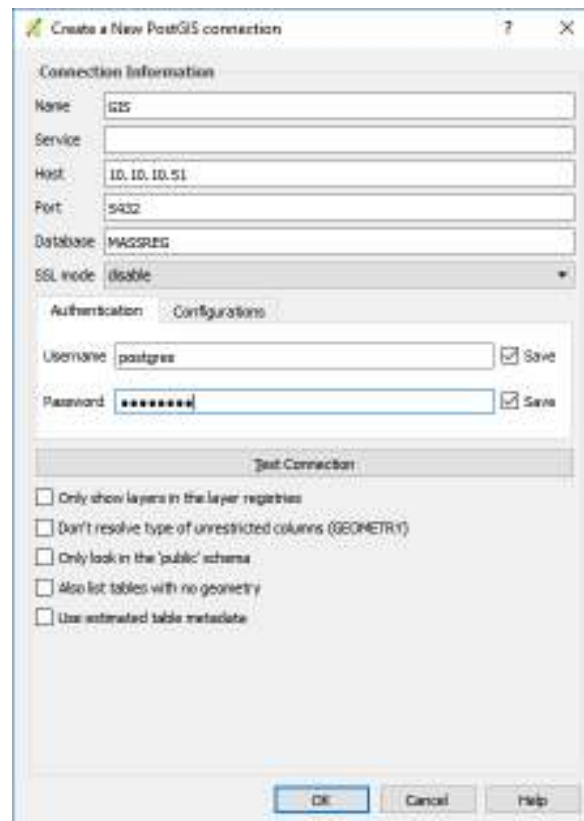 Create a New PostGIS connection ? ×
Connection Information
Name GIS
Service
Host 10.10.10.51
Port 5432
Database MASSREG
SSL mode disable
Authentication Configurations
Username postgres Save
Password ●●●●●●●● Save
Test Connection
Only show layers in the layer registries
Don't resolve type of unrestricted columns (GEOMETRY)
Only look in the 'public' schema
Also list tables with no geometry
Use estimated table metadata
OK Cancel Help